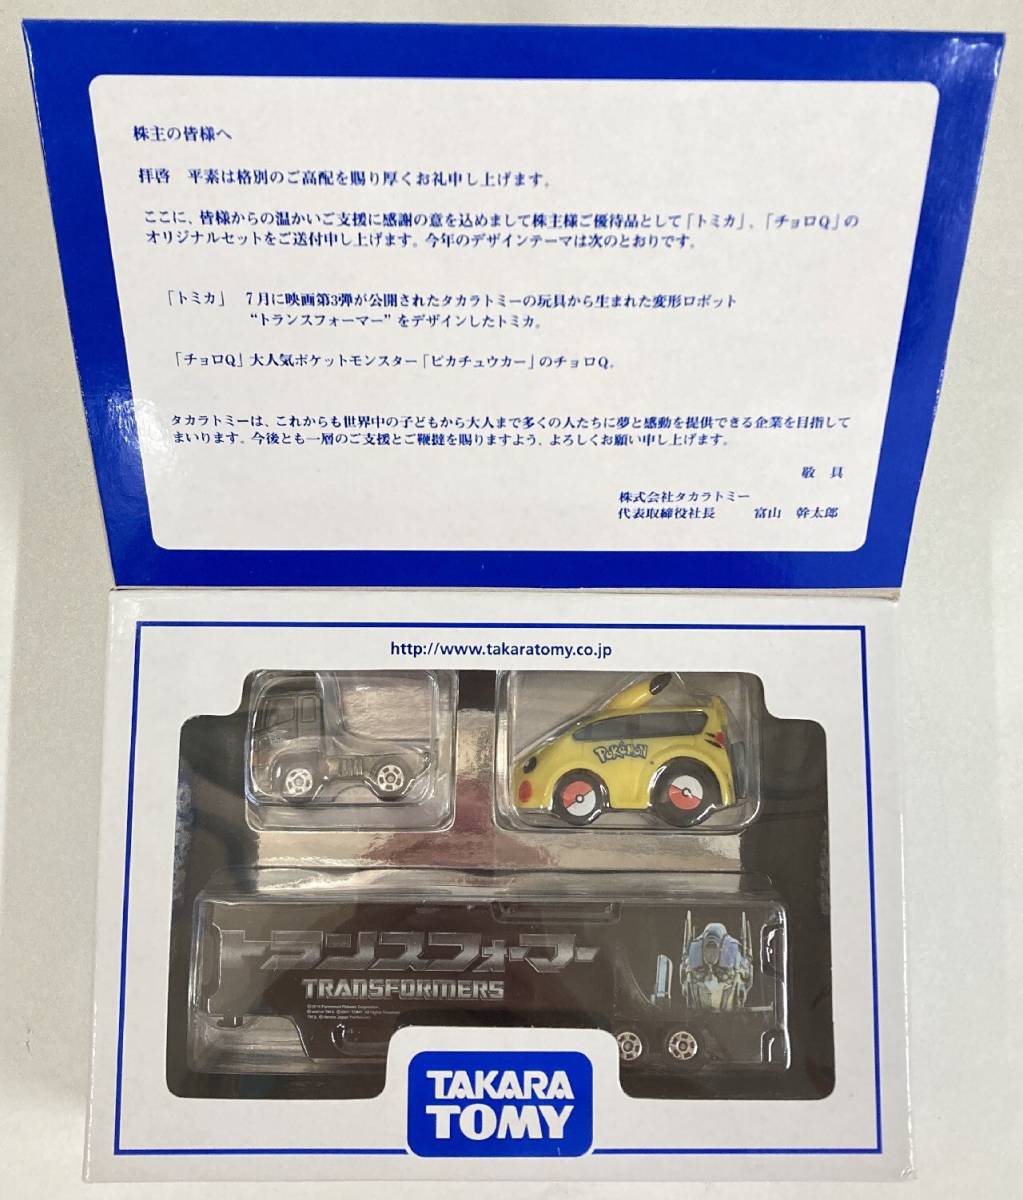 株主の皆様へ
拝啓　平素は格別のご高配を賜り厚くお礼申し上げます。
ここに、皆様からの温かいご支援に感謝の意を込めまして株主様ご優待品として「トミカ」、「チョロQ」の
オリジナルセットをご送付申し上げます。今年のデザインテーマは次のとおりです。
「トミカ」　7月に映画第3弾が公開されたタカラトミーの玩具から生まれた変形ロボット
“トランスフォーマー”をデザインしたトミカ。
「チョロQ」大人気ポケットモンスター「ピカチュウカー」のチョロQ。
タカラトミーは、これからも世界中の子どもから大人まで多くの人たちに夢と感動を提供できる企業を目指して
まいります。今後とも一層のご支援とご鞭撻を賜りますよう、よろしくお願い申し上げます。
敬　具
株式会社タカラトミー
代表取締役社長　　富山　幹太郎
http://www.takaratomy.co.jp
POKéMON
トランスフォーマー
TRANSFORMERS
TAKARA
TOMY